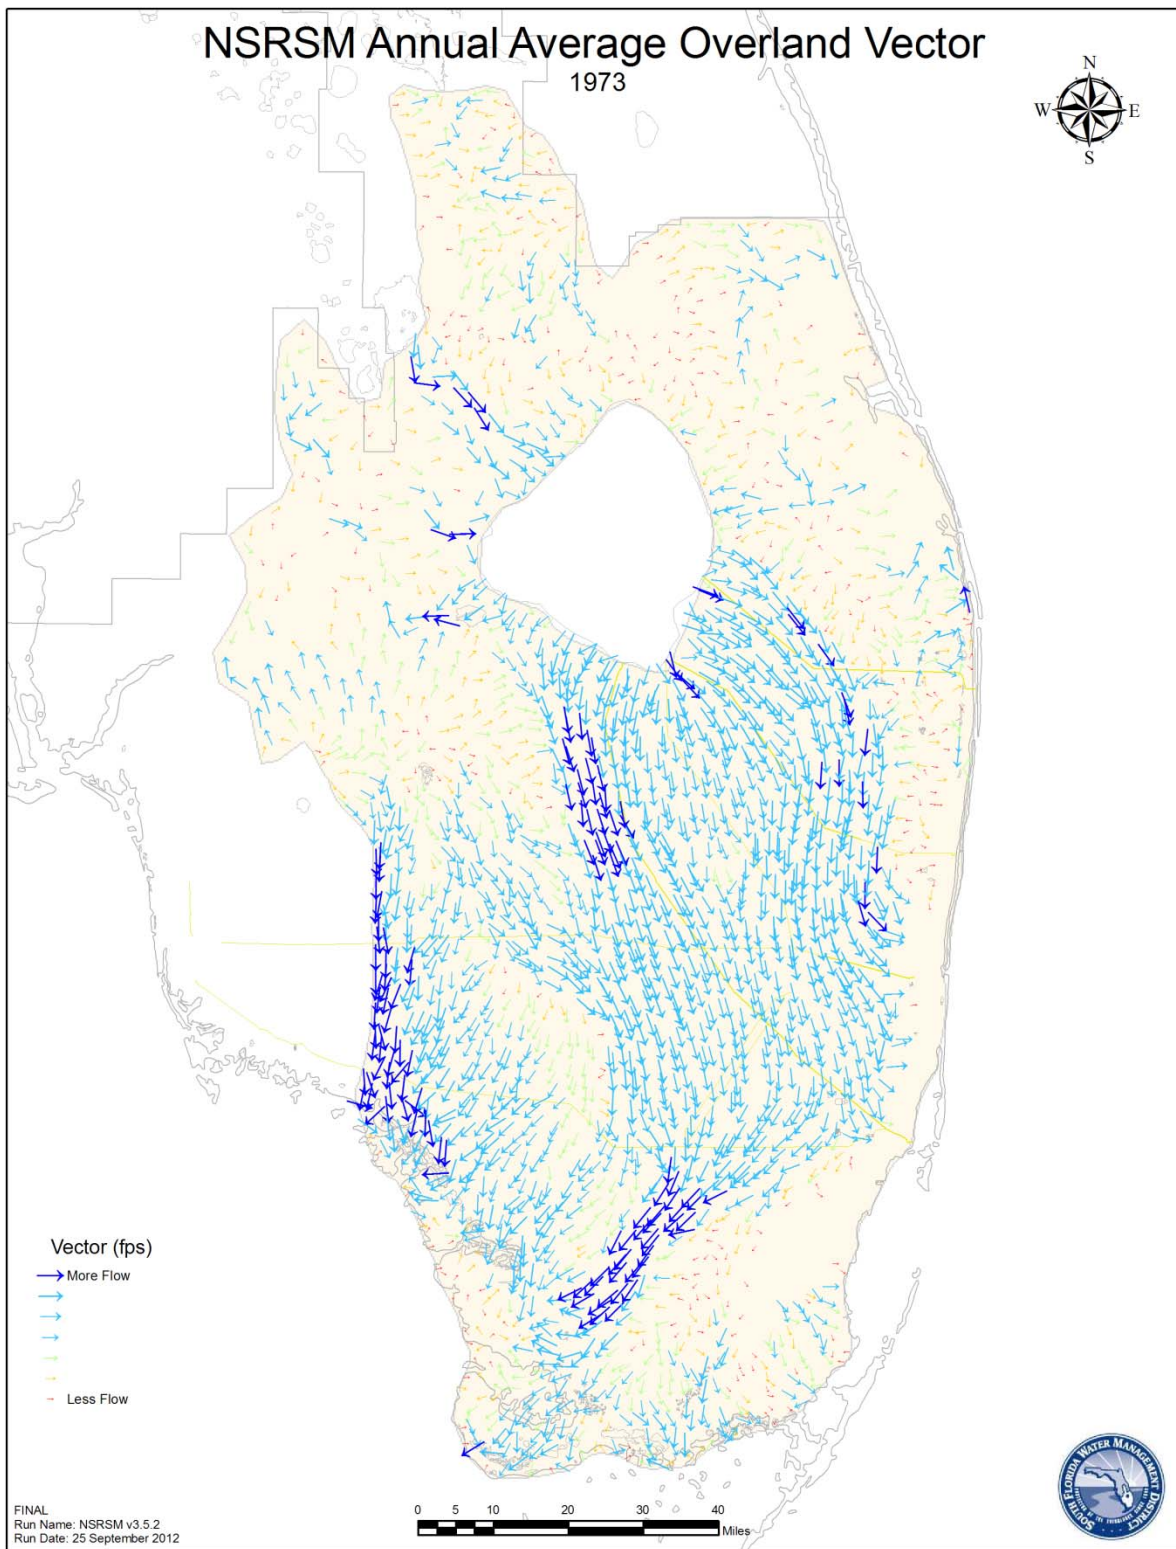 NSRSM Annual Average Overland Vector
1973
N
W E
S
Vector (fps)
More Flow
Less Flow
FINAL
Run Name: NSRSM v3.5.2
Run Date: 25 September 2012
0 5 10 20 30 40
Miles
SOUTH FLORIDA WATER MANAGEMENT DISTRICT